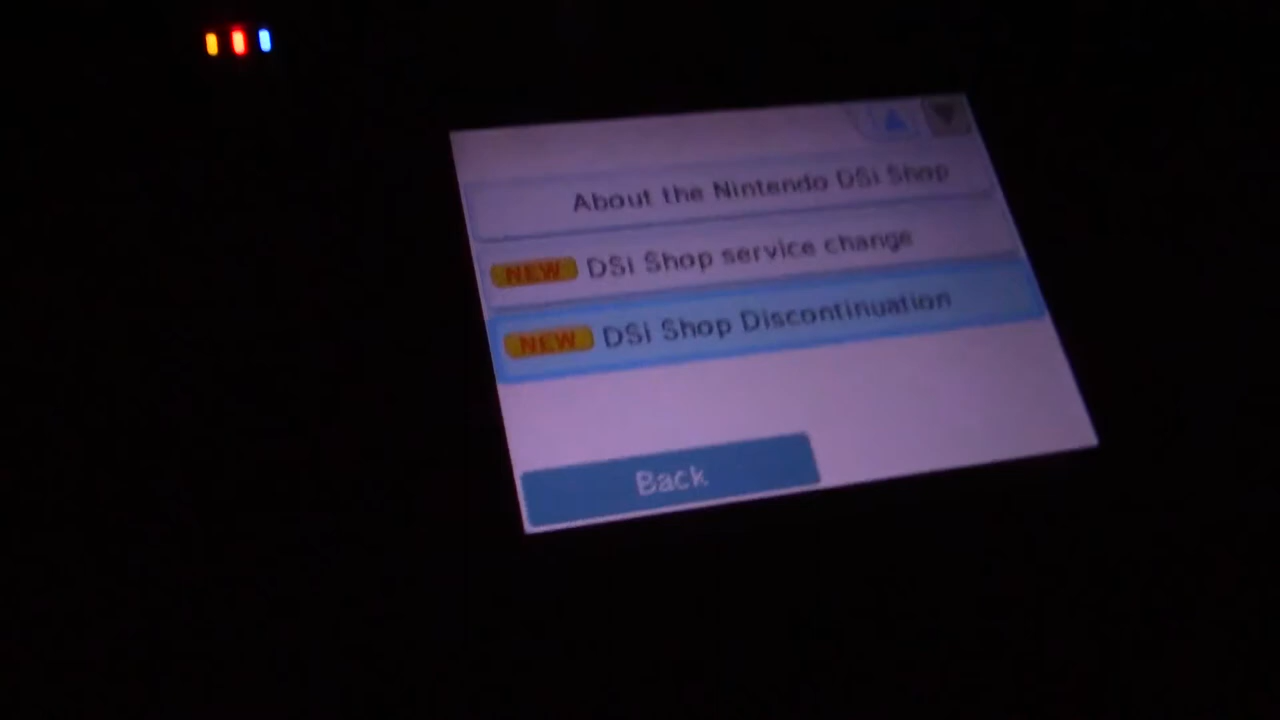 About the Nintendo DSi Shop
NEW DSi Shop service change
NEW DSi Shop Discontinuation
Back